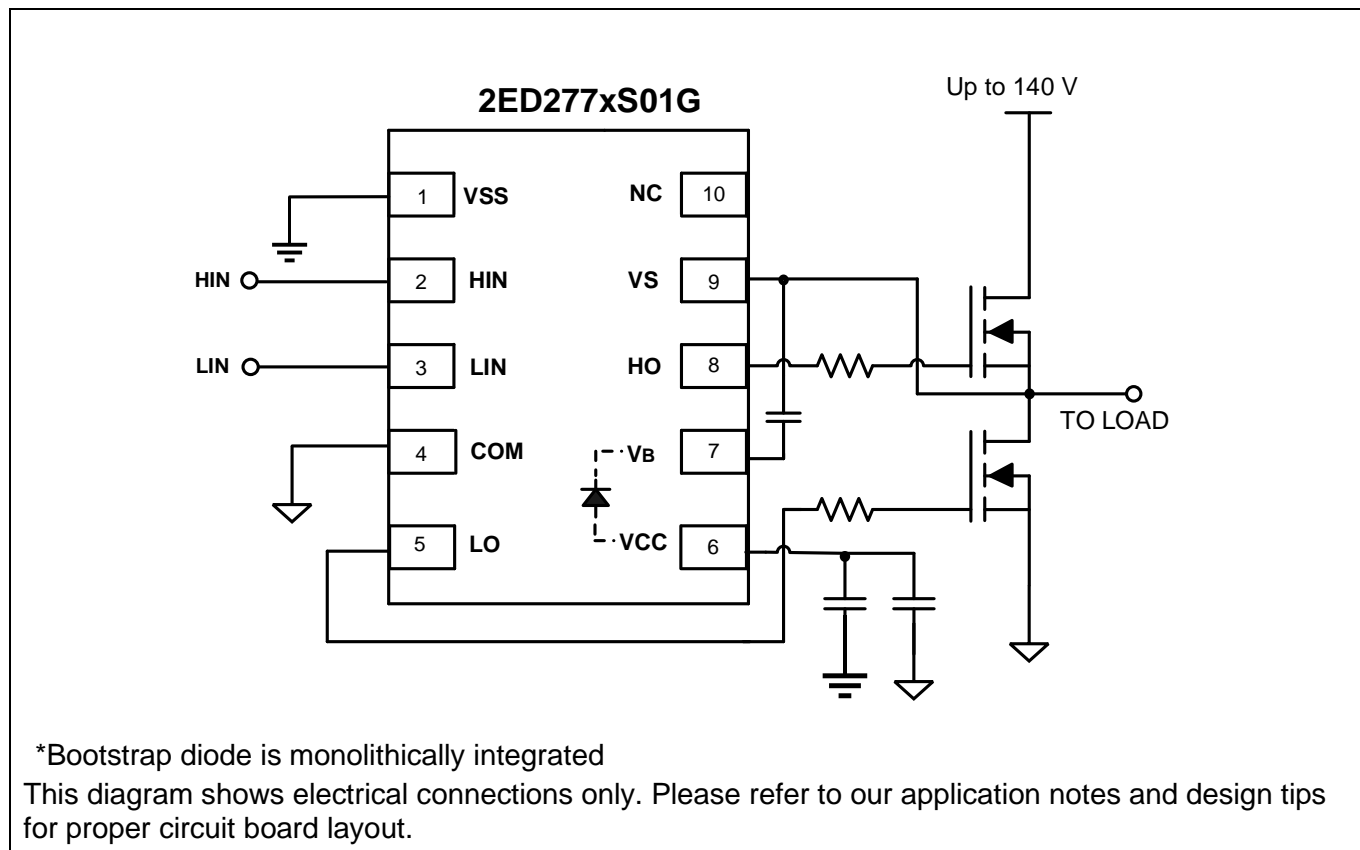 2ED277xS01G
Up to 140 V
1 VSS
NC 10
HIN
2 HIN
VS 9
LIN
3 LIN
HO 8
TO LOAD
4 COM
VB 7
5 LO
VCC 6
*Bootstrap diode is monolithically integrated
This diagram shows electrical connections only. Please refer to our application notes and design tips
for proper circuit board layout.